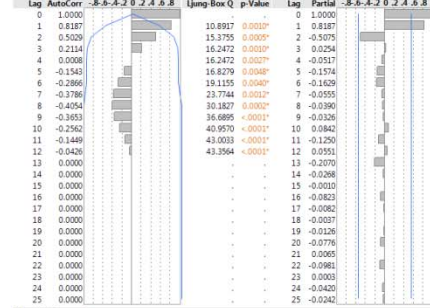 Lag AutoCorr -.8-.6-.4-.2 0 .2 .4 .6 .8 Ljung-Box Q p-Value Lag Partial -.8-.6-.4-.2 0 .2 .4 .6 .8
0 1.0000 . . 0 1.0000
1 0.8187 10.8917 0.0010* 1 0.8187
2 0.5029 15.3755 0.0005* 2 -0.5075
3 0.2114 16.2472 0.0010* 3 0.0254
4 0.0008 16.2472 0.0027* 4 -0.0517
5 -0.1543 16.8279 0.0048* 5 -0.1574
6 -0.2866 19.1155 0.0040* 6 -0.1629
7 -0.3786 23.7744 0.0012* 7 -0.0555
8 -0.4054 30.1827 0.0002* 8 -0.0390
9 -0.3653 36.6895 <.0001* 9 -0.0326
10 -0.2562 40.9570 <.0001* 10 0.0842
11 -0.1449 43.0033 <.0001* 11 -0.1250
12 -0.0426 43.3564 <.0001* 12 0.0551
13 0.0000 . . 13 -0.2070
14 0.0000 . . 14 -0.0268
15 0.0000 . . 15 -0.0010
16 0.0000 . . 16 -0.0823
17 0.0000 . . 17 -0.0082
18 0.0000 . . 18 -0.0037
19 0.0000 . . 19 -0.0126
20 0.0000 . . 20 -0.0776
21 0.0000 . . 21 0.0065
22 0.0000 . . 22 -0.0981
23 0.0000 . . 23 0.0003
24 0.0000 . . 24 -0.0420
25 0.0000 . . 25 -0.0242